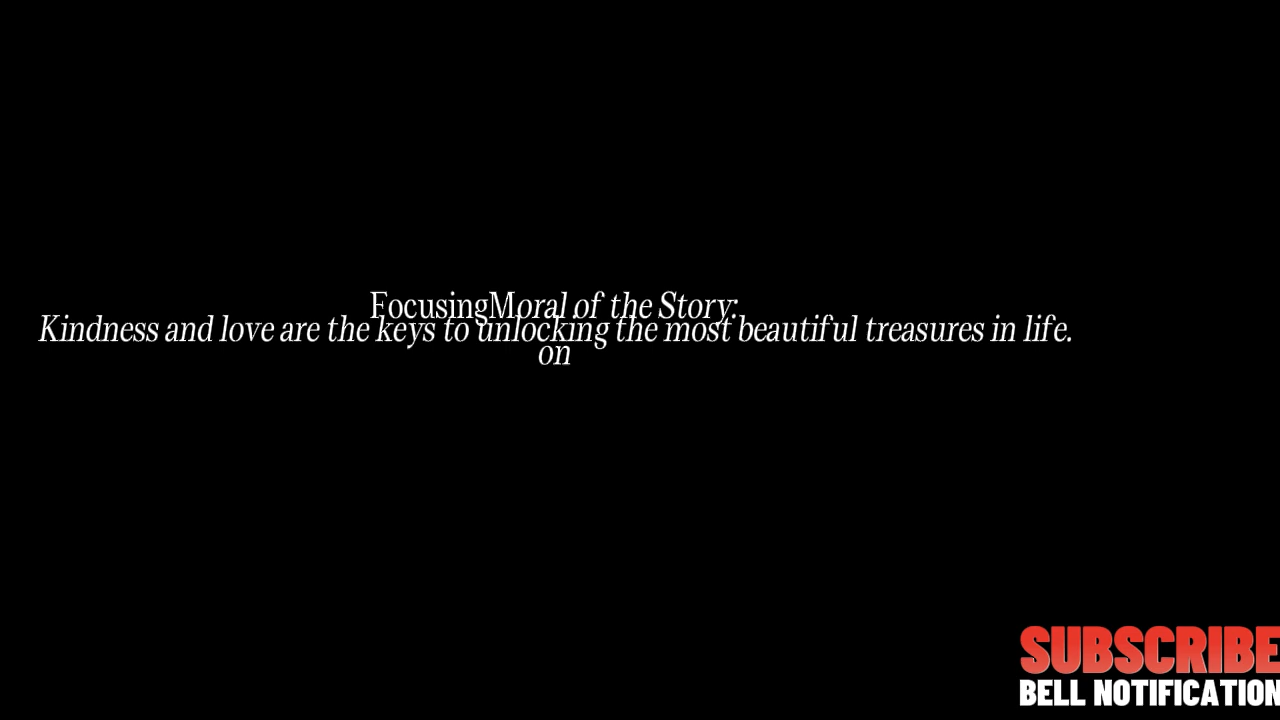 FocusingMoral of the Story:
Kindness and love are the keys to unlocking the most beautiful treasures in life.
on
SUBSCRIBE
BELL NOTIFICATION